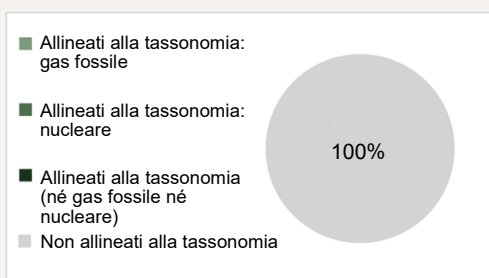 Allineati alla tassonomia:
gas fossile
Allineati alla tassonomia:
nucleare
Allineati alla tassonomia
(né gas fossile né
nucleare)
Non allineati alla tassonomia
100%